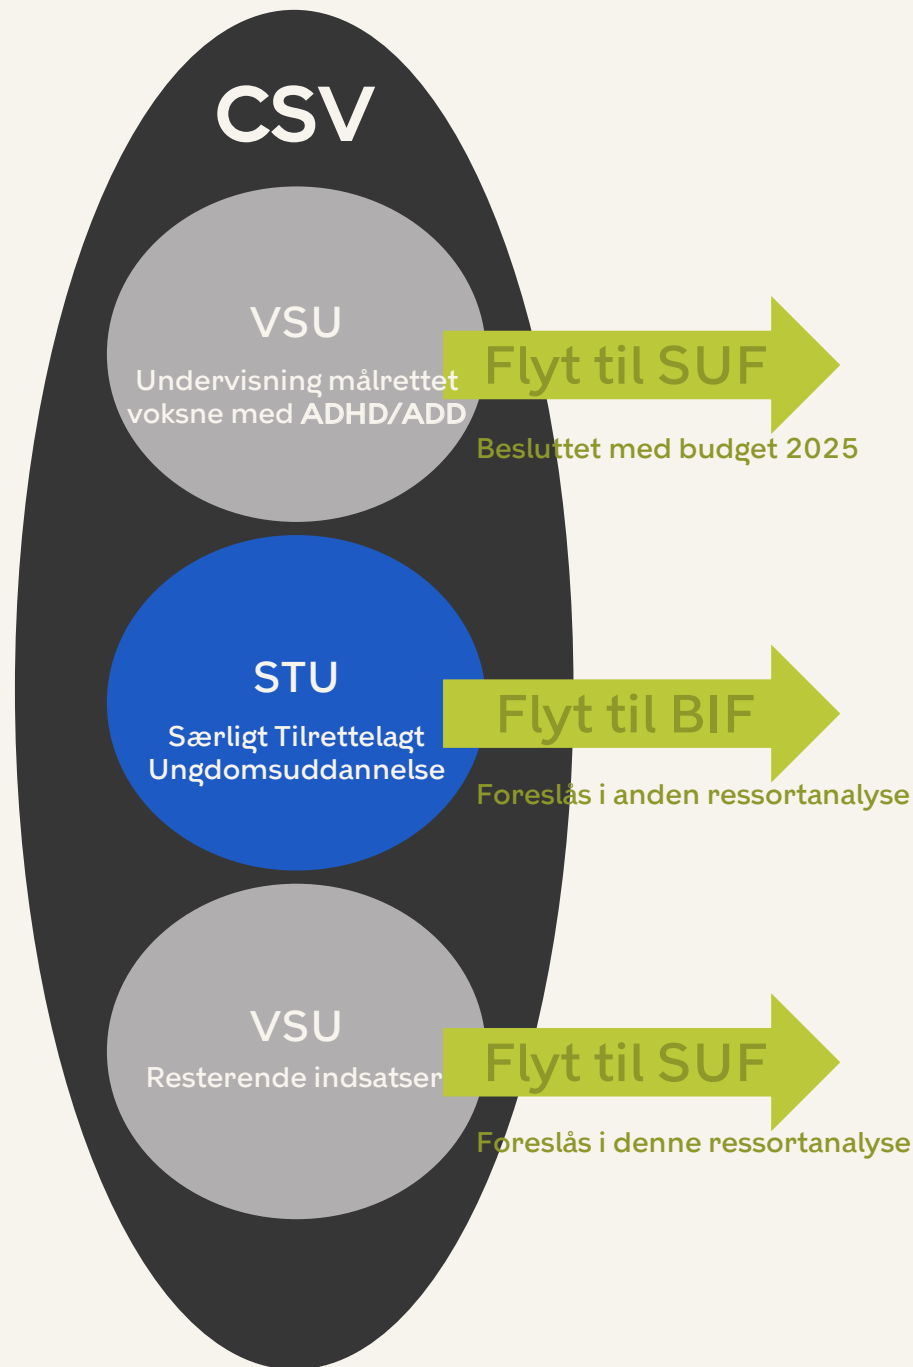 CSV
VSU
Undervisning målrettet
voksne med ADHD/ADD
Flyt til SUF
Besluttet med budget 2025
STU
Særligt Tilrettelagt
Ungdomsuddannelse
Flyt til BIF
Foreslås i anden ressortanalyse
VSU
Resterende indsatser
Flyt til SUF
Foreslås i denne ressortanalyse